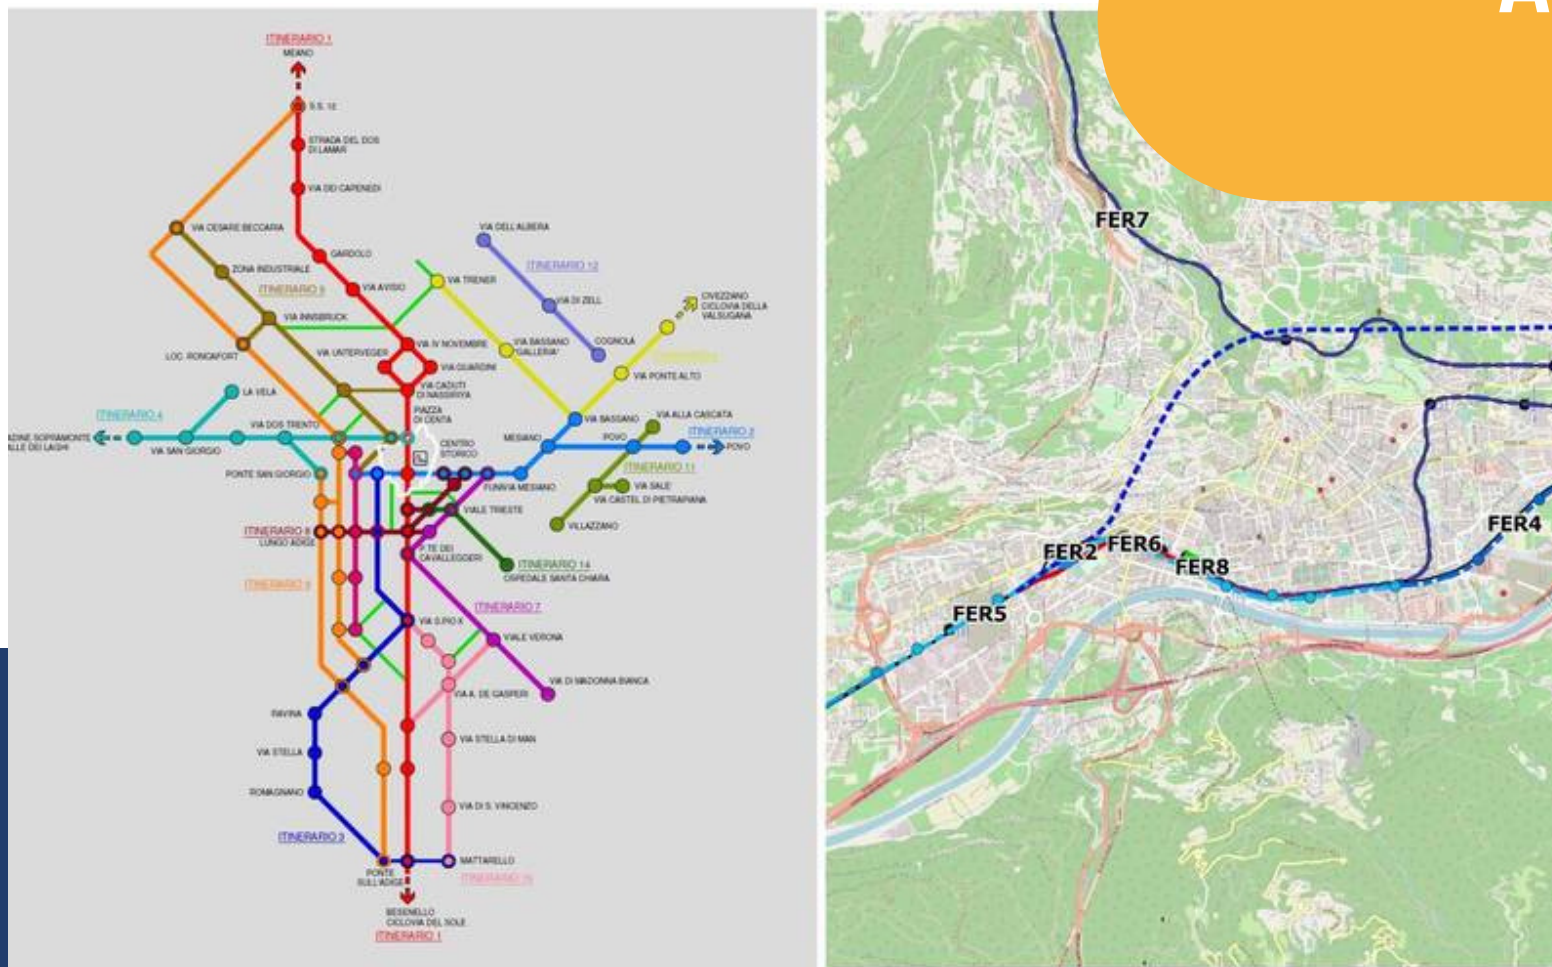 A
ITINERARIO 1
MEANO
S.S. 12
STRADA DEL DOS
DI LAMAR
VIA DEI CAPENEDI
VIA CESARE BECCARIA
GARDOLO
ZONA INDUSTRIALE
VIA AVISIO
VIA INNSBRUCK
LOC. RONCAFORT
VIA UNTERVEGER
VIA IV NOVEMBRE
VIA GUARDINI
VIA CADUTI
DI NASSIRIYA
PIAZZA
DI CENTA
VIA DELL'ALBERA
ITINERARIO 12
VIA TRENER
VIA DI ZELL
COGNOLA
VIA BASSANO
"GALLERIA"
CIVEZZANO
CICLOVIA DELLA
VALSUGANA
VIA PONTE ALTO
LA VELA
ITINERARIO 4
VIA DOS TRENTO
VIA SAN GIORGIO
PONTE SAN GIORGIO
CENTRO
STORICO
MESIANO
VIA BASSANO
VIA ALLA CASCATA
POVO
ITINERARIO 2
POVO
ITINERARIO 11
VIA SALE'
VIA CASTEL DI PIETRAPIANA
VILLAZZANO
FUNIVIA MESIANO
VIALE TRIESTE
LUNGO ADIGE
P.TE DEI
CAVALLEGGERI
ITINERARIO 14
OSPEDALE SANTA CHIARA
ITINERARIO 7
VIA S.PIO X
VIALE VERONA
VIA DI MADONNA BIANCA
VIA A. DE GASPERI
RAVINA
VIA STELLA
VIA STELLA DI MAN
ROMAGNANO
VIA DI S. VINCENZO
ITINERARIO 3
MATTARELLO
PONTE
SULL'ADIGE
BESENELLO
CICLOVIA DEL SOLE
ITINERARIO 1
FER7
FER4
FER2
FER6
FER8
FER5